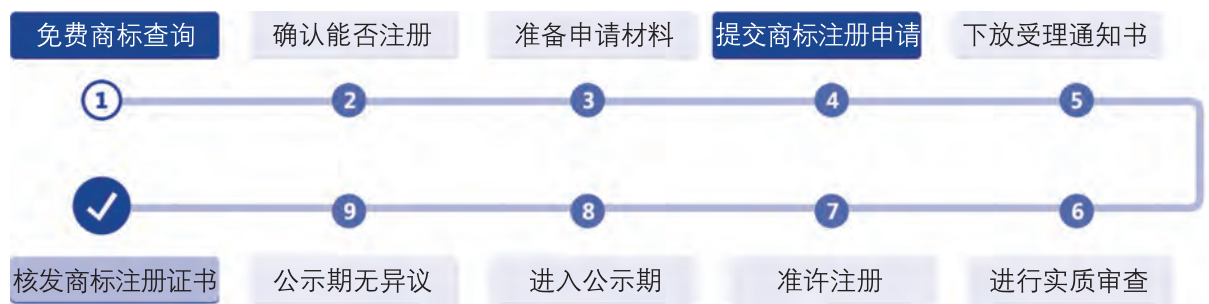 免费商标查询
确认能否注册
准备申请材料
提交商标注册申请
下放受理通知书
1
2
3
4
5
9
8
7
6
核发商标注册证书
公示期无异议
进入公示期
准许注册
进行实质审查